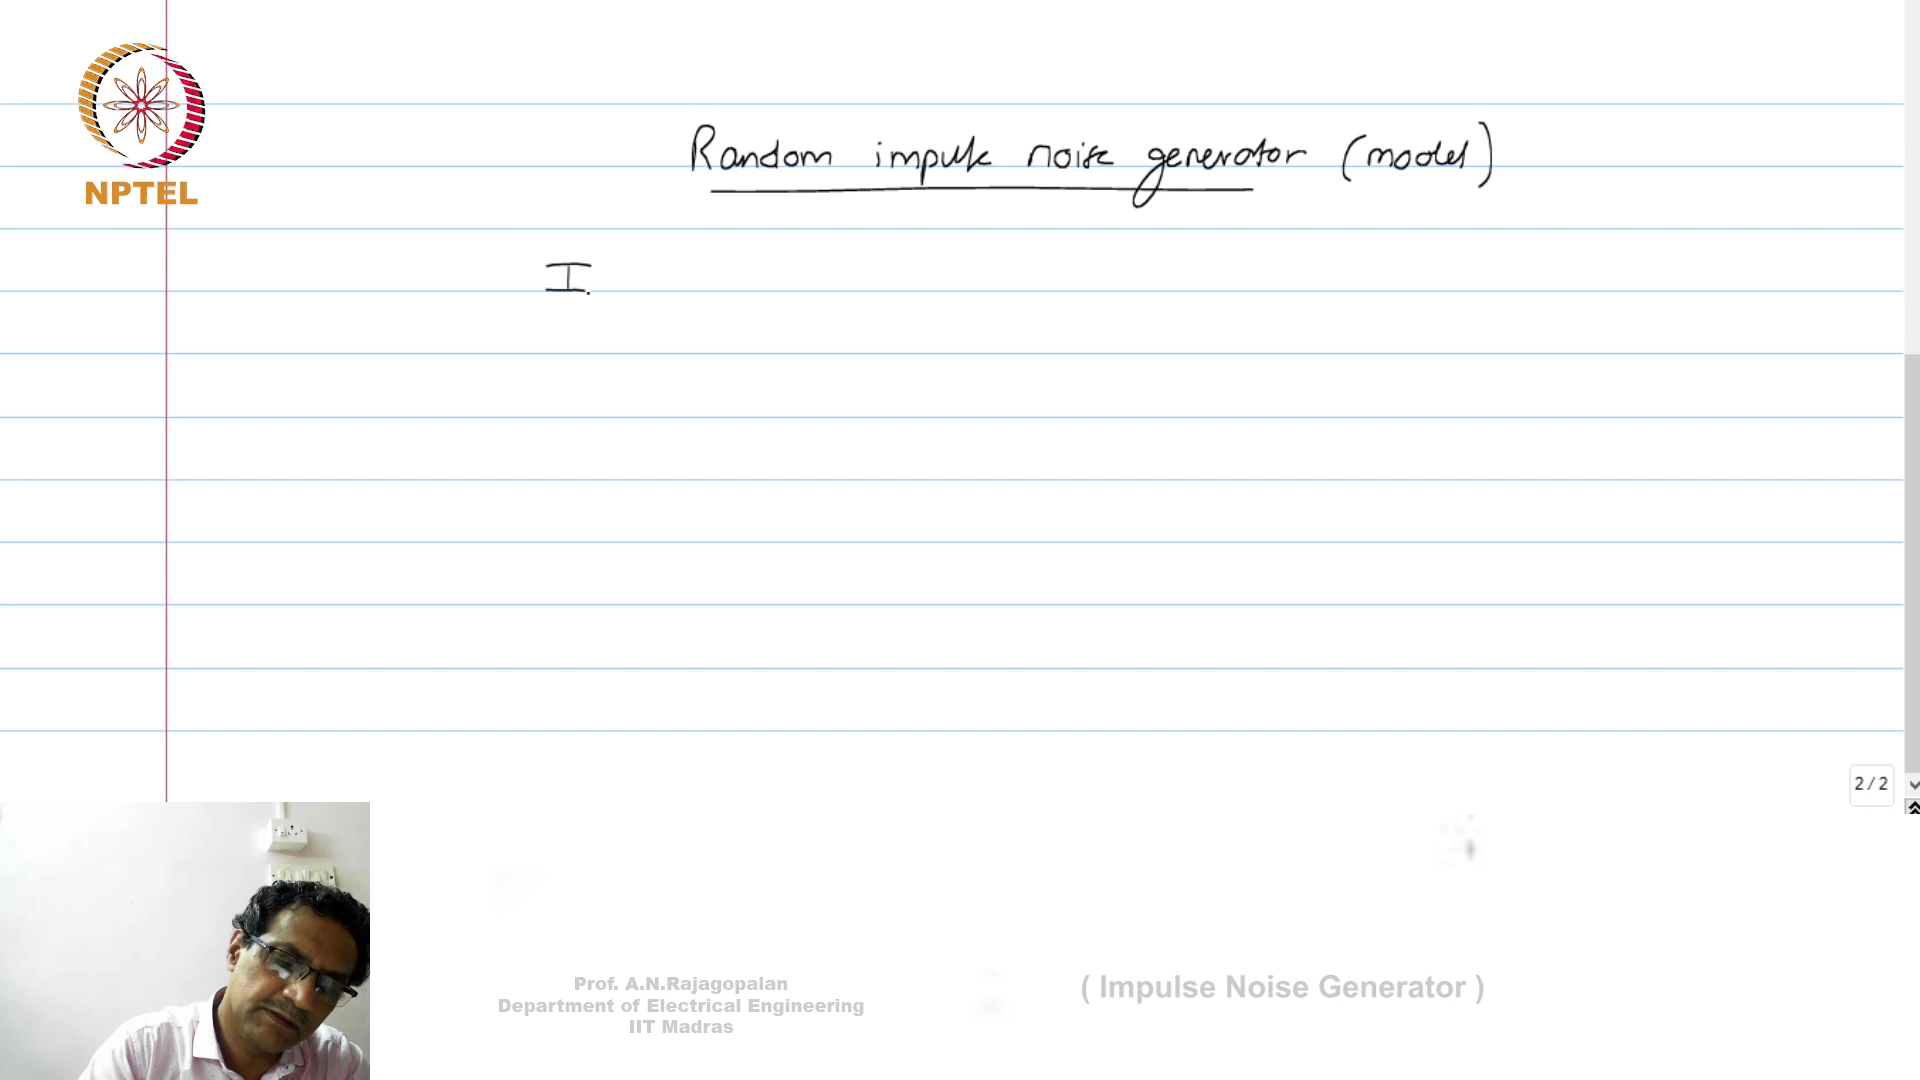 NPTEL
Random impulse noise generator (model)
I.
2 / 2
Prof. A.N.Rajagopalan
Department of Electrical Engineering
IIT Madras
( Impulse Noise Generator )